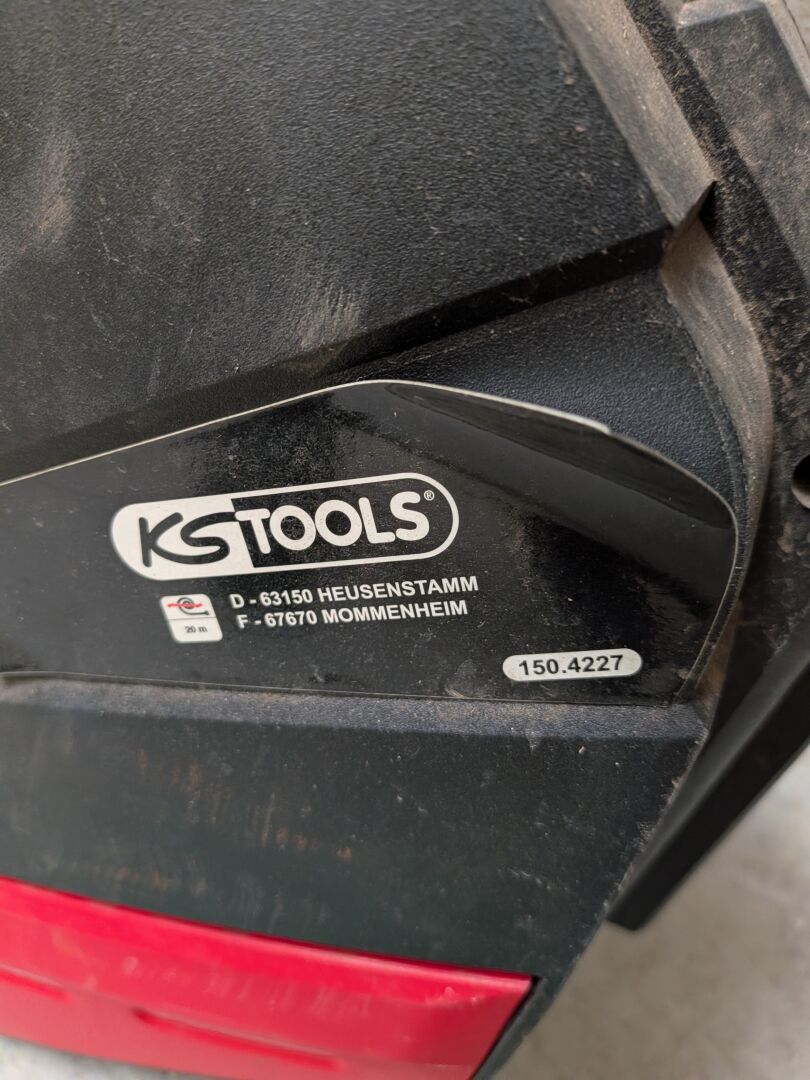 KSTOOLS®
D - 63150 HEUSENSTAMM
F - 67670 MOMMENHEIM
20 m
150.4227